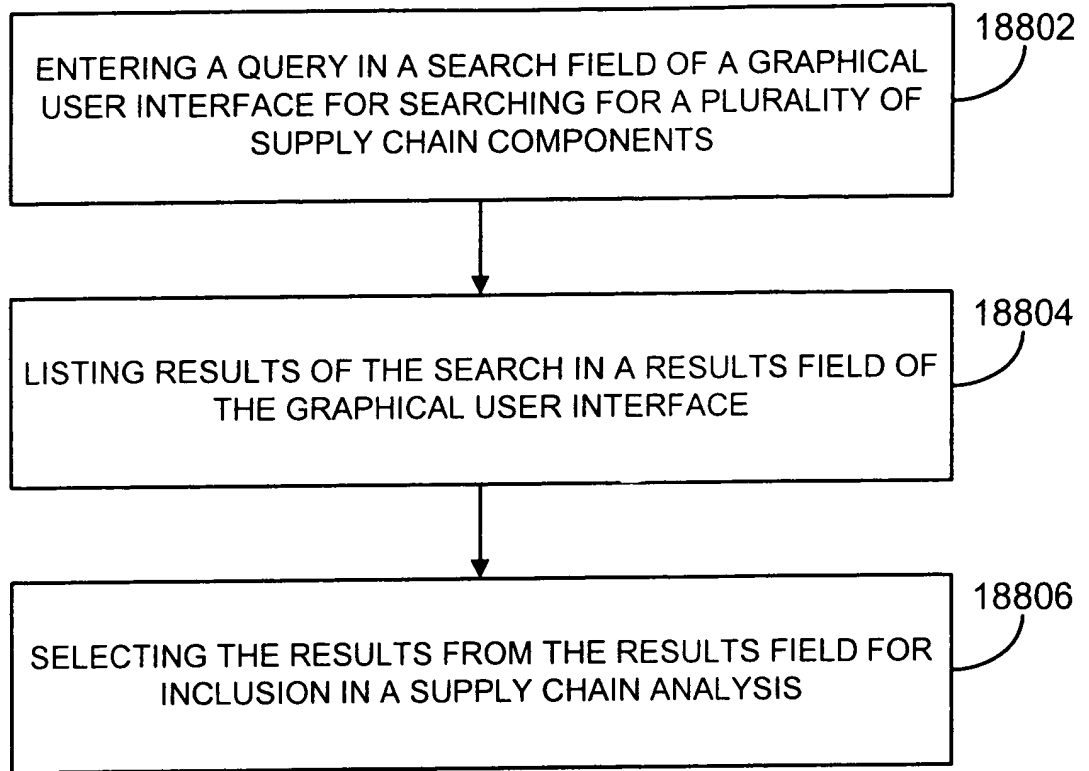 18802
ENTERING A QUERY IN A SEARCH FIELD OF A GRAPHICAL
USER INTERFACE FOR SEARCHING FOR A PLURALITY OF
SUPPLY CHAIN COMPONENTS
18804
LISTING RESULTS OF THE SEARCH IN A RESULTS FIELD OF
THE GRAPHICAL USER INTERFACE
18806
SELECTING THE RESULTS FROM THE RESULTS FIELD FOR
INCLUSION IN A SUPPLY CHAIN ANALYSIS